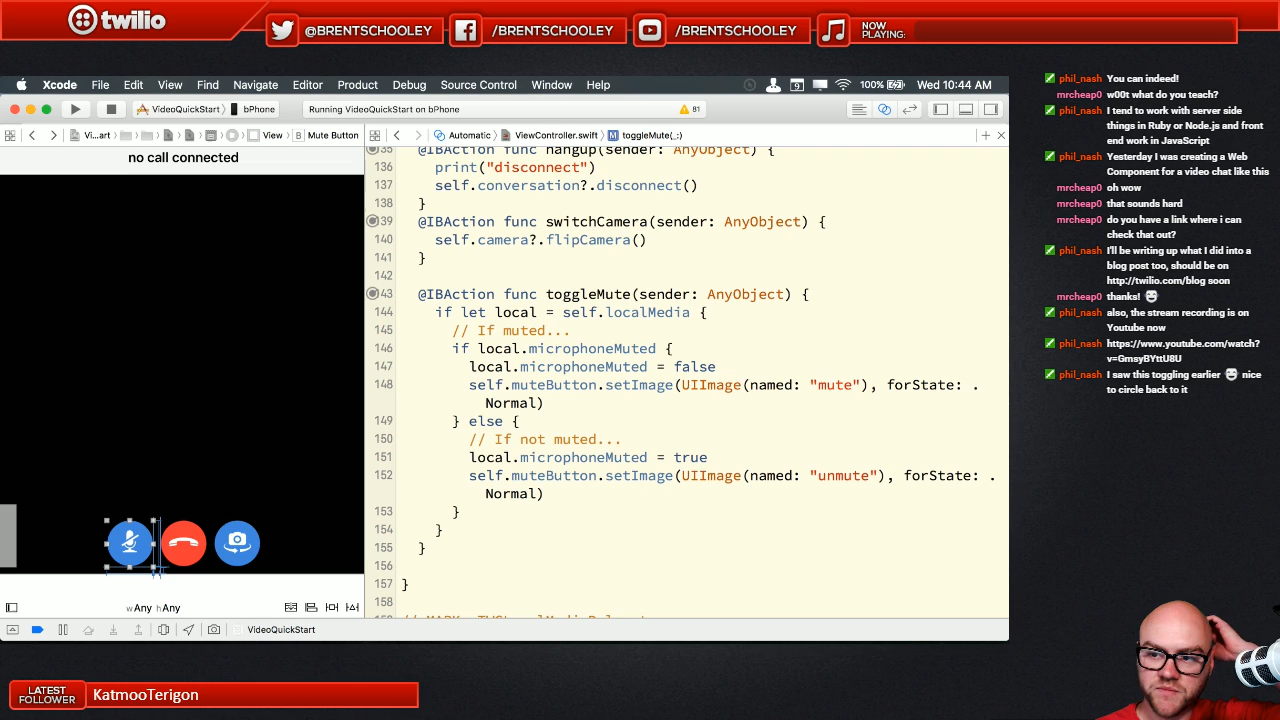 twilio
@BRENTSCHOOLEY
/BRENTSCHOOLEY
/BRENTSCHOOLEY
NOW
PLAYING:
Xcode File Edit View Find Navigate Editor Product Debug Source Control Window Help
100% Wed 10:44 AM
VideoQuickStart bPhone
Running VideoQuickStart on bPhone
81
Vi...art View B Mute Button
Automatic ViewController.swift M toggleMute(_:)
no call connected
35 @IBAction func hangup(sender: AnyObject) {
136 print("disconnect")
137 self.conversation?.disconnect()
138 }
39 @IBAction func switchCamera(sender: AnyObject) {
140 self.camera?.flipCamera()
141 }
142
43 @IBAction func toggleMute(sender: AnyObject) {
144 if let local = self.localMedia {
145 // If muted...
146 if local.microphoneMuted {
147 local.microphoneMuted = false
148 self.muteButton.setImage(UIImage(named: "mute"), forState: .
Normal)
149 } else {
150 // If not muted...
151 local.microphoneMuted = true
152 self.muteButton.setImage(UIImage(named: "unmute"), forState: .
Normal)
153 }
154 }
155 }
156
157 }
158
wAny hAny
VideoQuickStart
phil_nash You can indeed!
mrcheap0 w00t what do you teach?
phil_nash I tend to work with server side
things in Ruby or Node.js and front
end work in JavaScript
phil_nash Yesterday I was creating a Web
Component for a video chat like this
mrcheap0 oh wow
mrcheap0 that sounds hard
mrcheap0 do you have a link where i can
check that out?
phil_nash I'll be writing up what I did into a
blog post too, should be on
http://twilio.com/blog soon
mrcheap0 thanks!
phil_nash also, the stream recording is on
Youtube now
phil_nash https://www.youtube.com/watch?
v=GmsyBYttU8U
phil_nash I saw this toggling earlier nice
to circle back to it
LATEST
FOLLOWER
KatmooTerigon